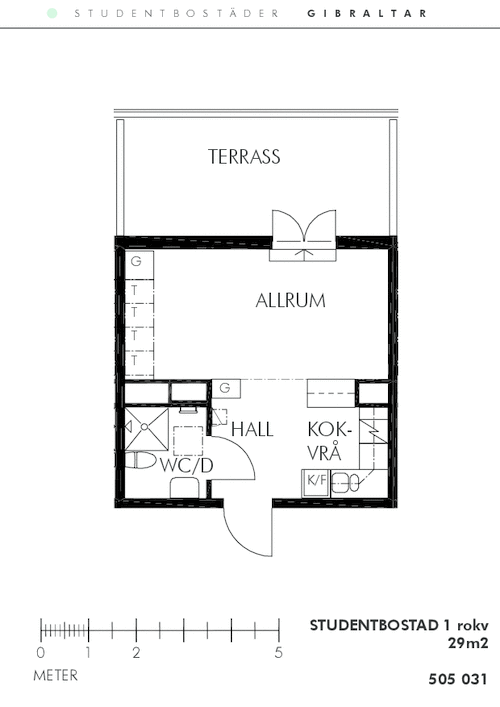 STUDENTBOSTÄDER GIBRALTAR
TERRASS
G
T
T
T
T
ALLRUM
G
HALL
KOK-
VRÅ
WC/D
K/F
0 1 2 5
METER
STUDENTBOSTAD 1 rokv
29m2
505 031